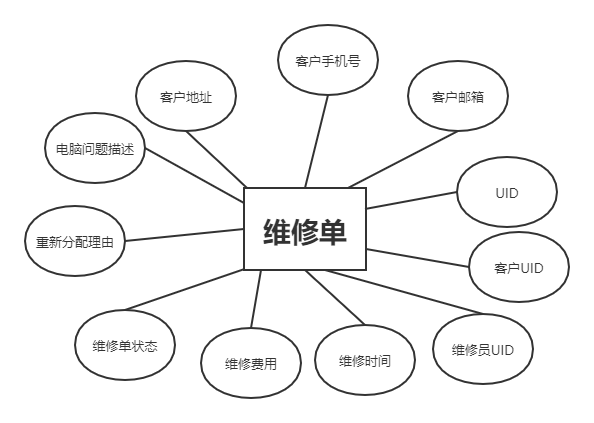 客户手机号
客户地址
客户邮箱
电脑问题描述
UID
维修单
重新分配理由
客户UID
维修单状态
维修费用
维修时间
维修员UID